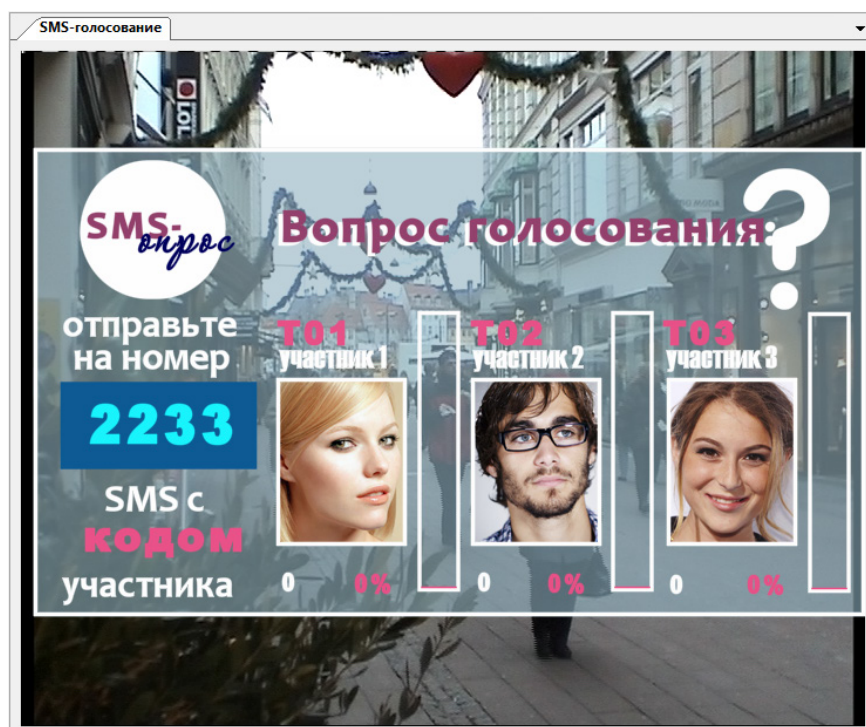 SMS-голосование
SMS-
опрос
Вопрос голосования
?
отправьте
на номер
2233
SMS с
кодом
участника
T01
участник 1
0
0%
T02
участник 2
0
0%
T03
участник 3
0
0%